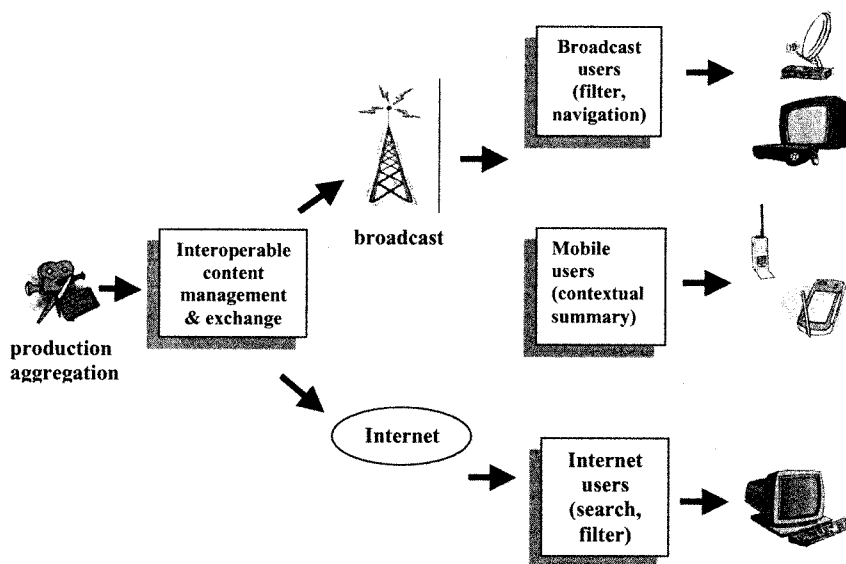 production
aggregation
Interoperable
content
management
& exchange
broadcast
Internet
Broadcast
users
(filter,
navigation)
Mobile
users
(contextual
summary)
Internet
users
(search,
filter)